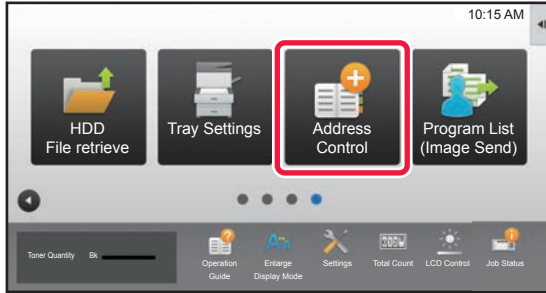 10:15 AM
HDD
File retrieve
Tray Settings
Address
Control
Program List
(Image Send)
Toner Quantity Bk
Operation
Guide
Enlarge
Display Mode
Settings
Total Count
LCD Control
Job Status